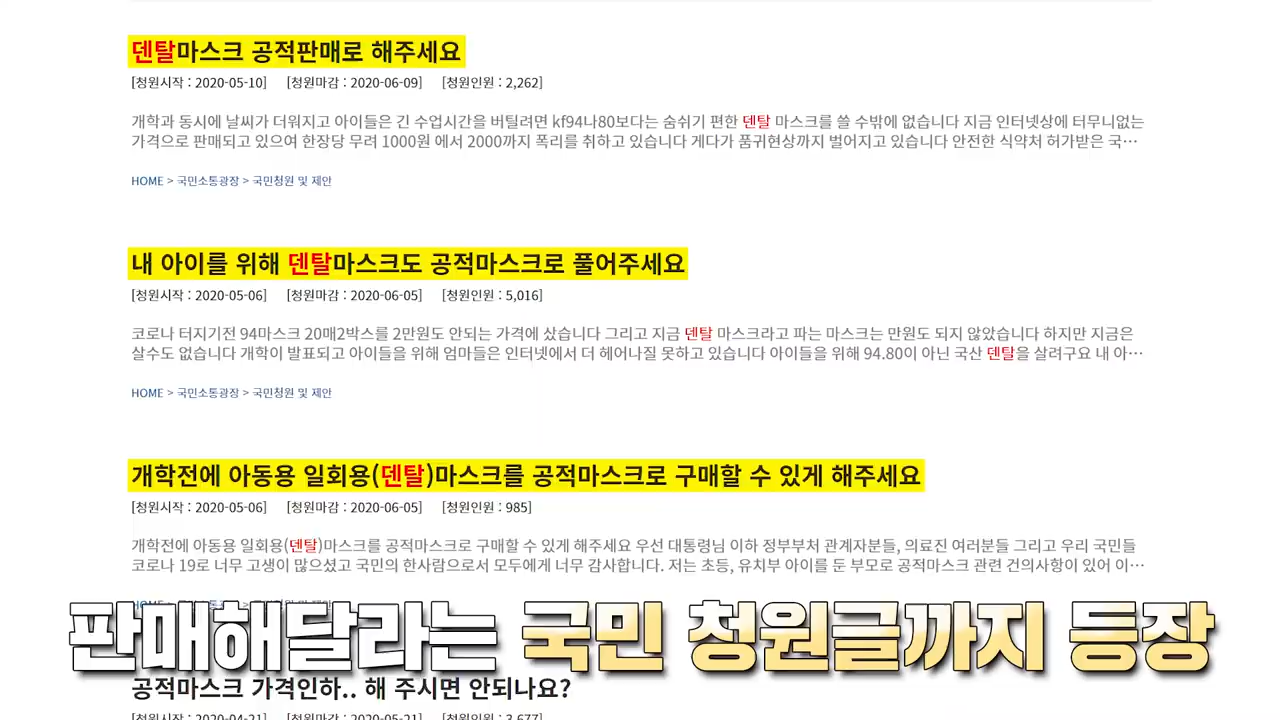 덴탈마스크 공적판매로 해주세요
[청원시작 : 2020-05-10] [청원마감 : 2020-06-09] [청원인원 : 2,262]
개학과 동시에 날씨가 더워지고 아이들은 긴 수업시간을 버틸려면 kf94나80보다는 숨쉬기 편한 덴탈 마스크를 쓸 수밖에 없습니다 지금 인터넷상에 터무니없는
가격으로 판매되고 있으여 한장당 무려 1000원 에서 2000까지 폭리를 취하고 있습니다 게다가 품귀현상까지 벌어지고 있습니다 안전한 식약처 허가받은 국…
HOME > 국민소통광장 > 국민청원 및 제안
내 아이를 위해 덴탈마스크도 공적마스크로 풀어주세요
[청원시작 : 2020-05-06] [청원마감 : 2020-06-05] [청원인원 : 5,016]
코로나 터지기전 94마스크 20매2박스를 2만원도 안되는 가격에 샀습니다 그리고 지금 덴탈 마스크라고 파는 마스크는 만원도 되지 않았습니다 하지만 지금은
살수도 없습니다 개학이 발표되고 아이들을 위해 엄마들은 인터넷에서 더 헤어나질 못하고 있습니다 아이들을 위해 94.80이 아닌 국산 덴탈을 살려구요 내 아…
HOME > 국민소통광장 > 국민청원 및 제안
개학전에 아동용 일회용(덴탈)마스크를 공적마스크로 구매할 수 있게 해주세요
[청원시작 : 2020-05-06] [청원마감 : 2020-06-05] [청원인원 : 985]
개학전에 아동용 일회용(덴탈)마스크를 공적마스크로 구매할 수 있게 해주세요 우선 대통령님 이하 정부부처 관계자분들, 의료진 여러분들 그리고 우리 국민들
코로나 19로 너무 고생이 많으셨고 국민의 한사람으로서 모두에게 너무 감사합니다. 저는 초등, 유치부 아이를 둔 부모로 공적마스크 관련 건의사항이 있어 이…
판매해달라는 국민 청원글까지 등장
공적마스크 가격인하.. 해 주시면 안되나요?
[청원시작 : 2020-04-21] [청원마감 : 2020-05-21] [청원인원 : 3,677]